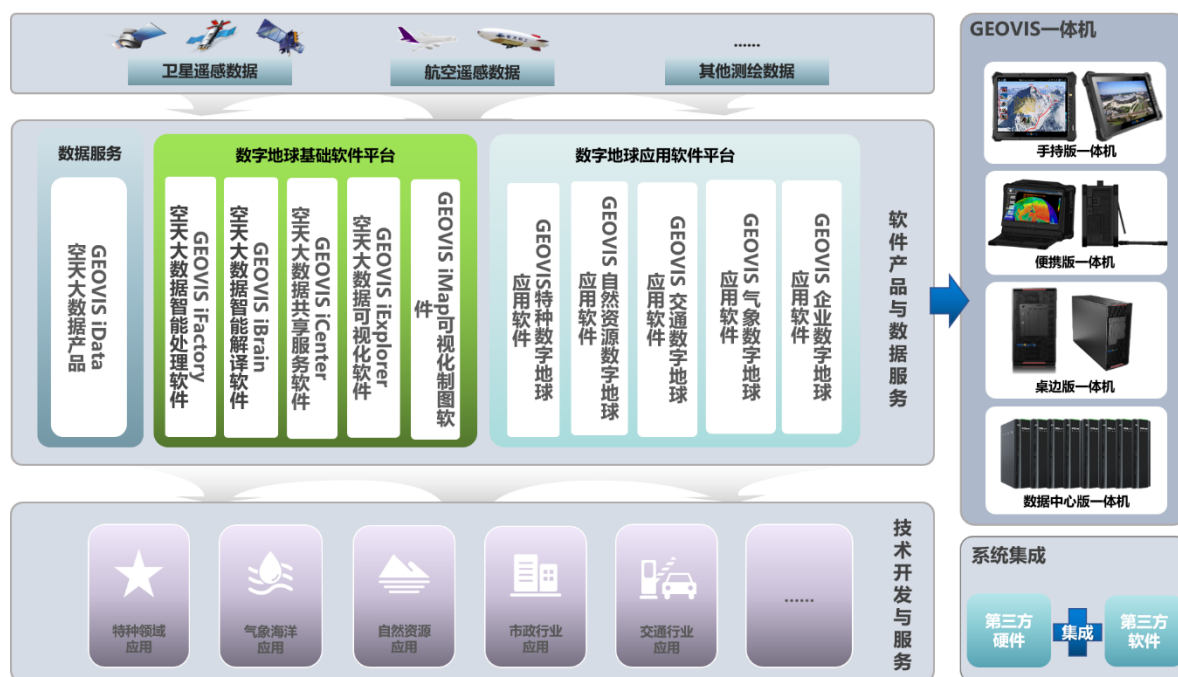 ......
卫星遥感数据
航空遥感数据
其他测绘数据
数据服务
GEOVIS iData
空天大数据产品
数字地球基础软件平台
GEOVIS iFactory
空天大数据智能处理软件
GEOVIS iBrain
空天大数据智能解译软件
GEOVIS iCenter
空天大数据共享服务软件
GEOVIS iExplorer
空天大数据可视化软件
GEOVIS iMap可视化制图软
件
数字地球应用软件平台
GEOVIS特种数字地球
应用软件
GEOVIS 自然资源数字地球
应用软件
GEOVIS 交通数字地球
应用软件
GEOVIS 气象数字地球
应用软件
GEOVIS 企业数字地球
应用软件
软件产品与数据服务
特种领域
应用
气象海洋
应用
自然资源
应用
市政行业
应用
交通行业
应用
......
技术开发与服务
GEOVIS一体机
手持版一体机
便携版一体机
桌边版一体机
数据中心版一体机
系统集成
第三方
硬件
集成
第三方
软件